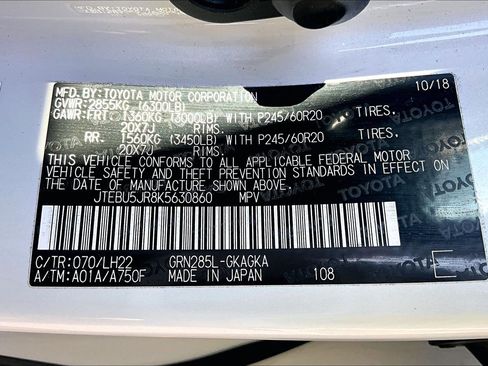 MFD. BY: TOYOTA MOTOR CORPORATION 10/18
GVWR: 2855KG (6300LB)
GAWR:FRT: 1360KG (3000LB) WITH P245/60R20 TIRES,
20X7J RIMS.
RR: 1560KG (3450LB) WITH P245/60R20 TIRES,
20X7J RIMS.
THIS VEHICLE CONFORMS TO ALL APPLICABLE FEDERAL MOTOR
VEHICLE SAFETY AND THEFT PREVENTION STANDARDS IN EFFECT
ON THE DATE OF MANUFACTURE SHOWN ABOVE.
JTEBU5JR8K5630860 MPV
C/TR: 070/LH22 GRN285L-GKAGKA E
A/TM: A01A/A750F MADE IN JAPAN 108